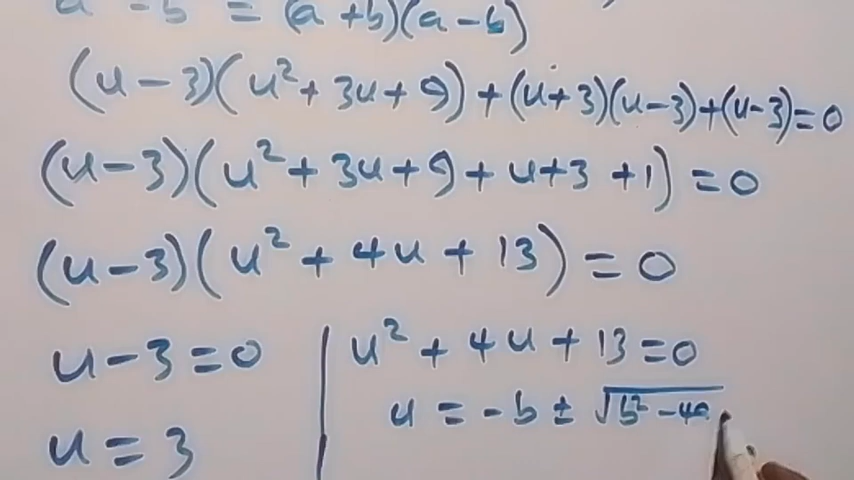 a - b = (a + b)(a - b)
(u - 3)(u² + 3u + 9) + (u + 3)(u - 3) + (u - 3) = 0
(u - 3)(u² + 3u + 9 + u + 3 + 1) = 0
(u - 3)(u² + 4u + 13) = 0
u - 3 = 0
u = 3
u² + 4u + 13 = 0
u = -b ± √b² - 4a